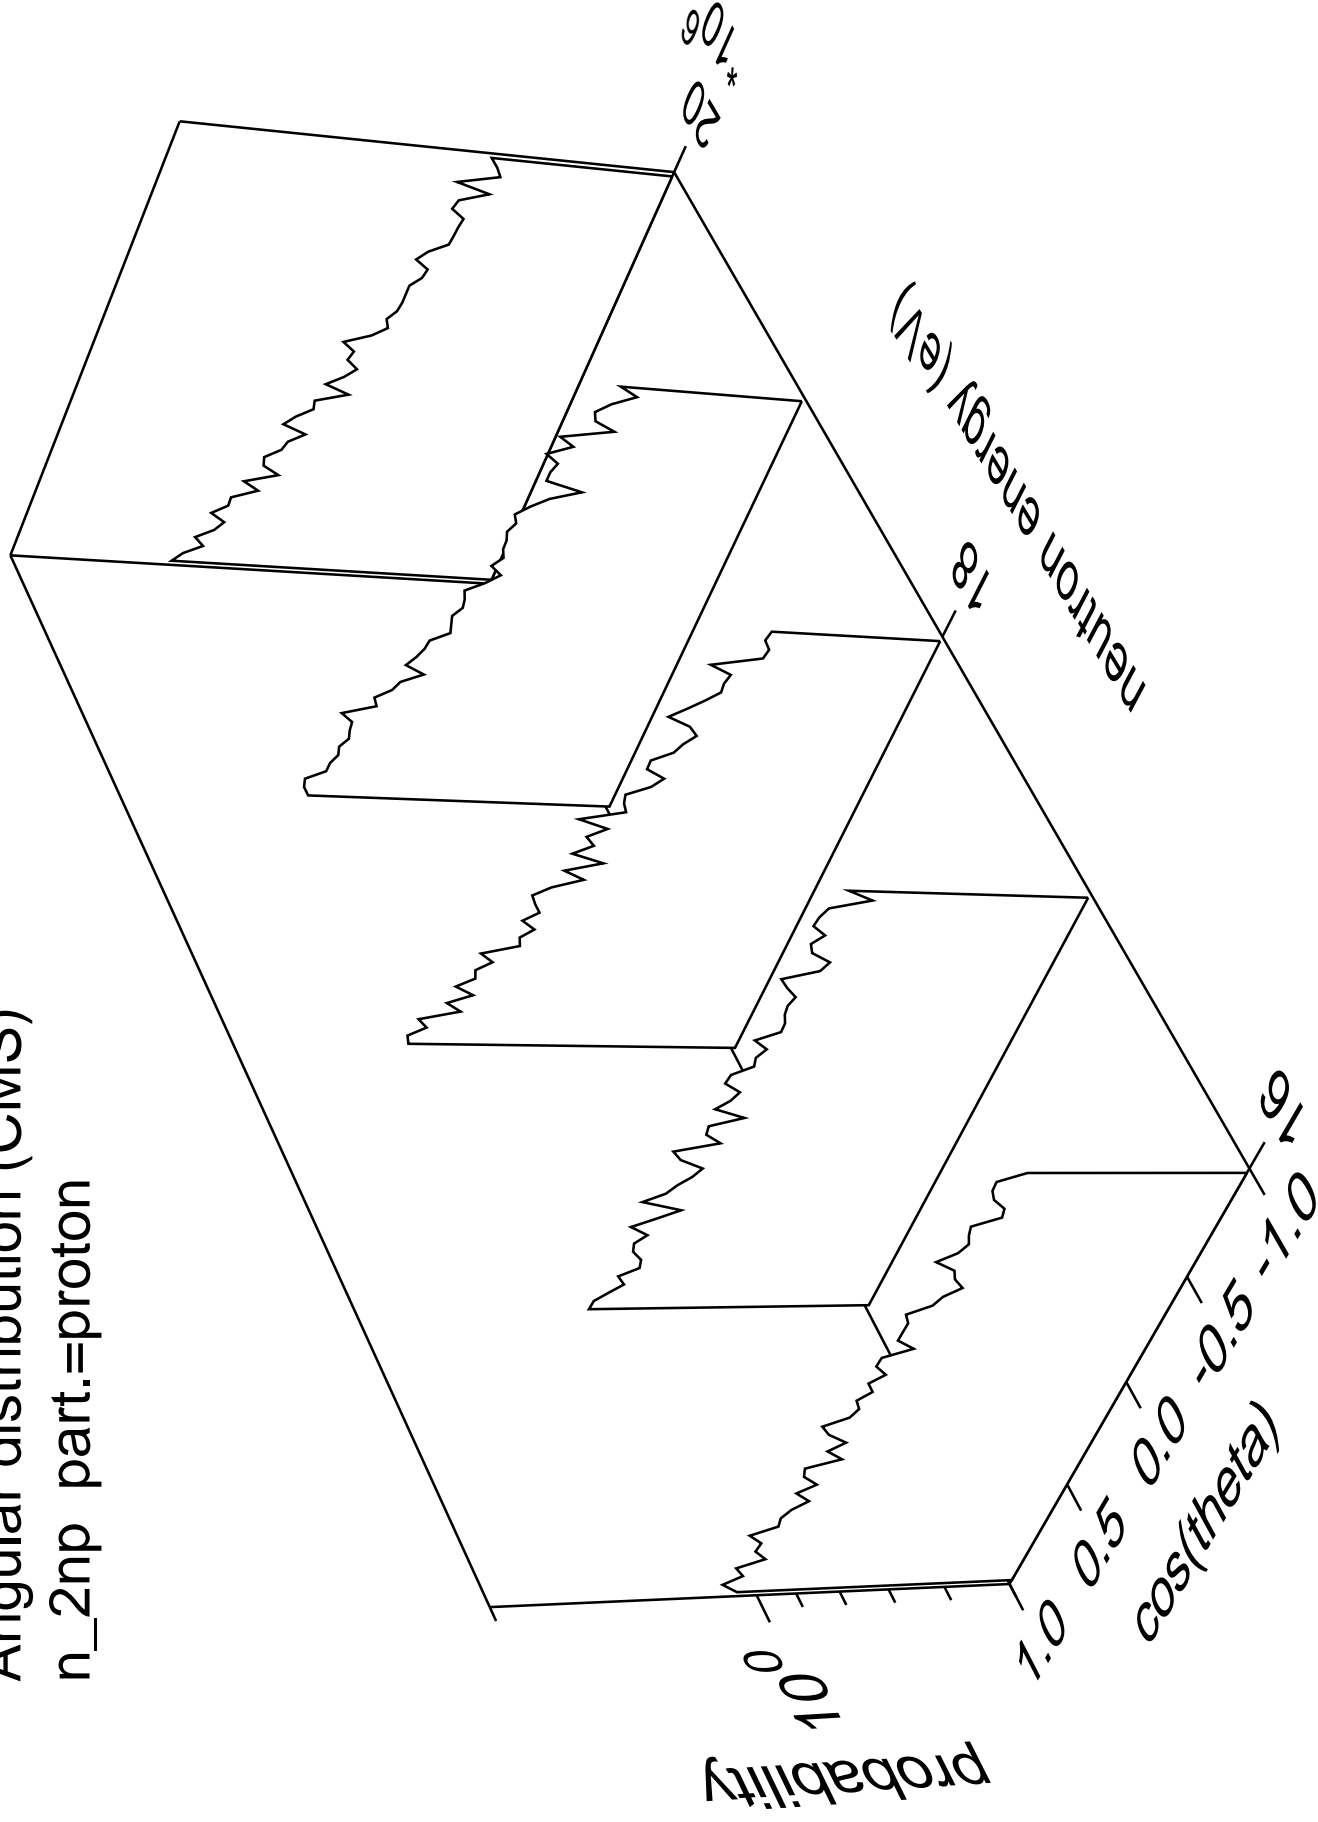 Angular distribution (CMS)
n_2np part.=proton
probability
10^0
cos(theta)
1.0 0.5 0.0 -0.5 -1.0
neutron energy (eV)
16 18 20 * 10^6